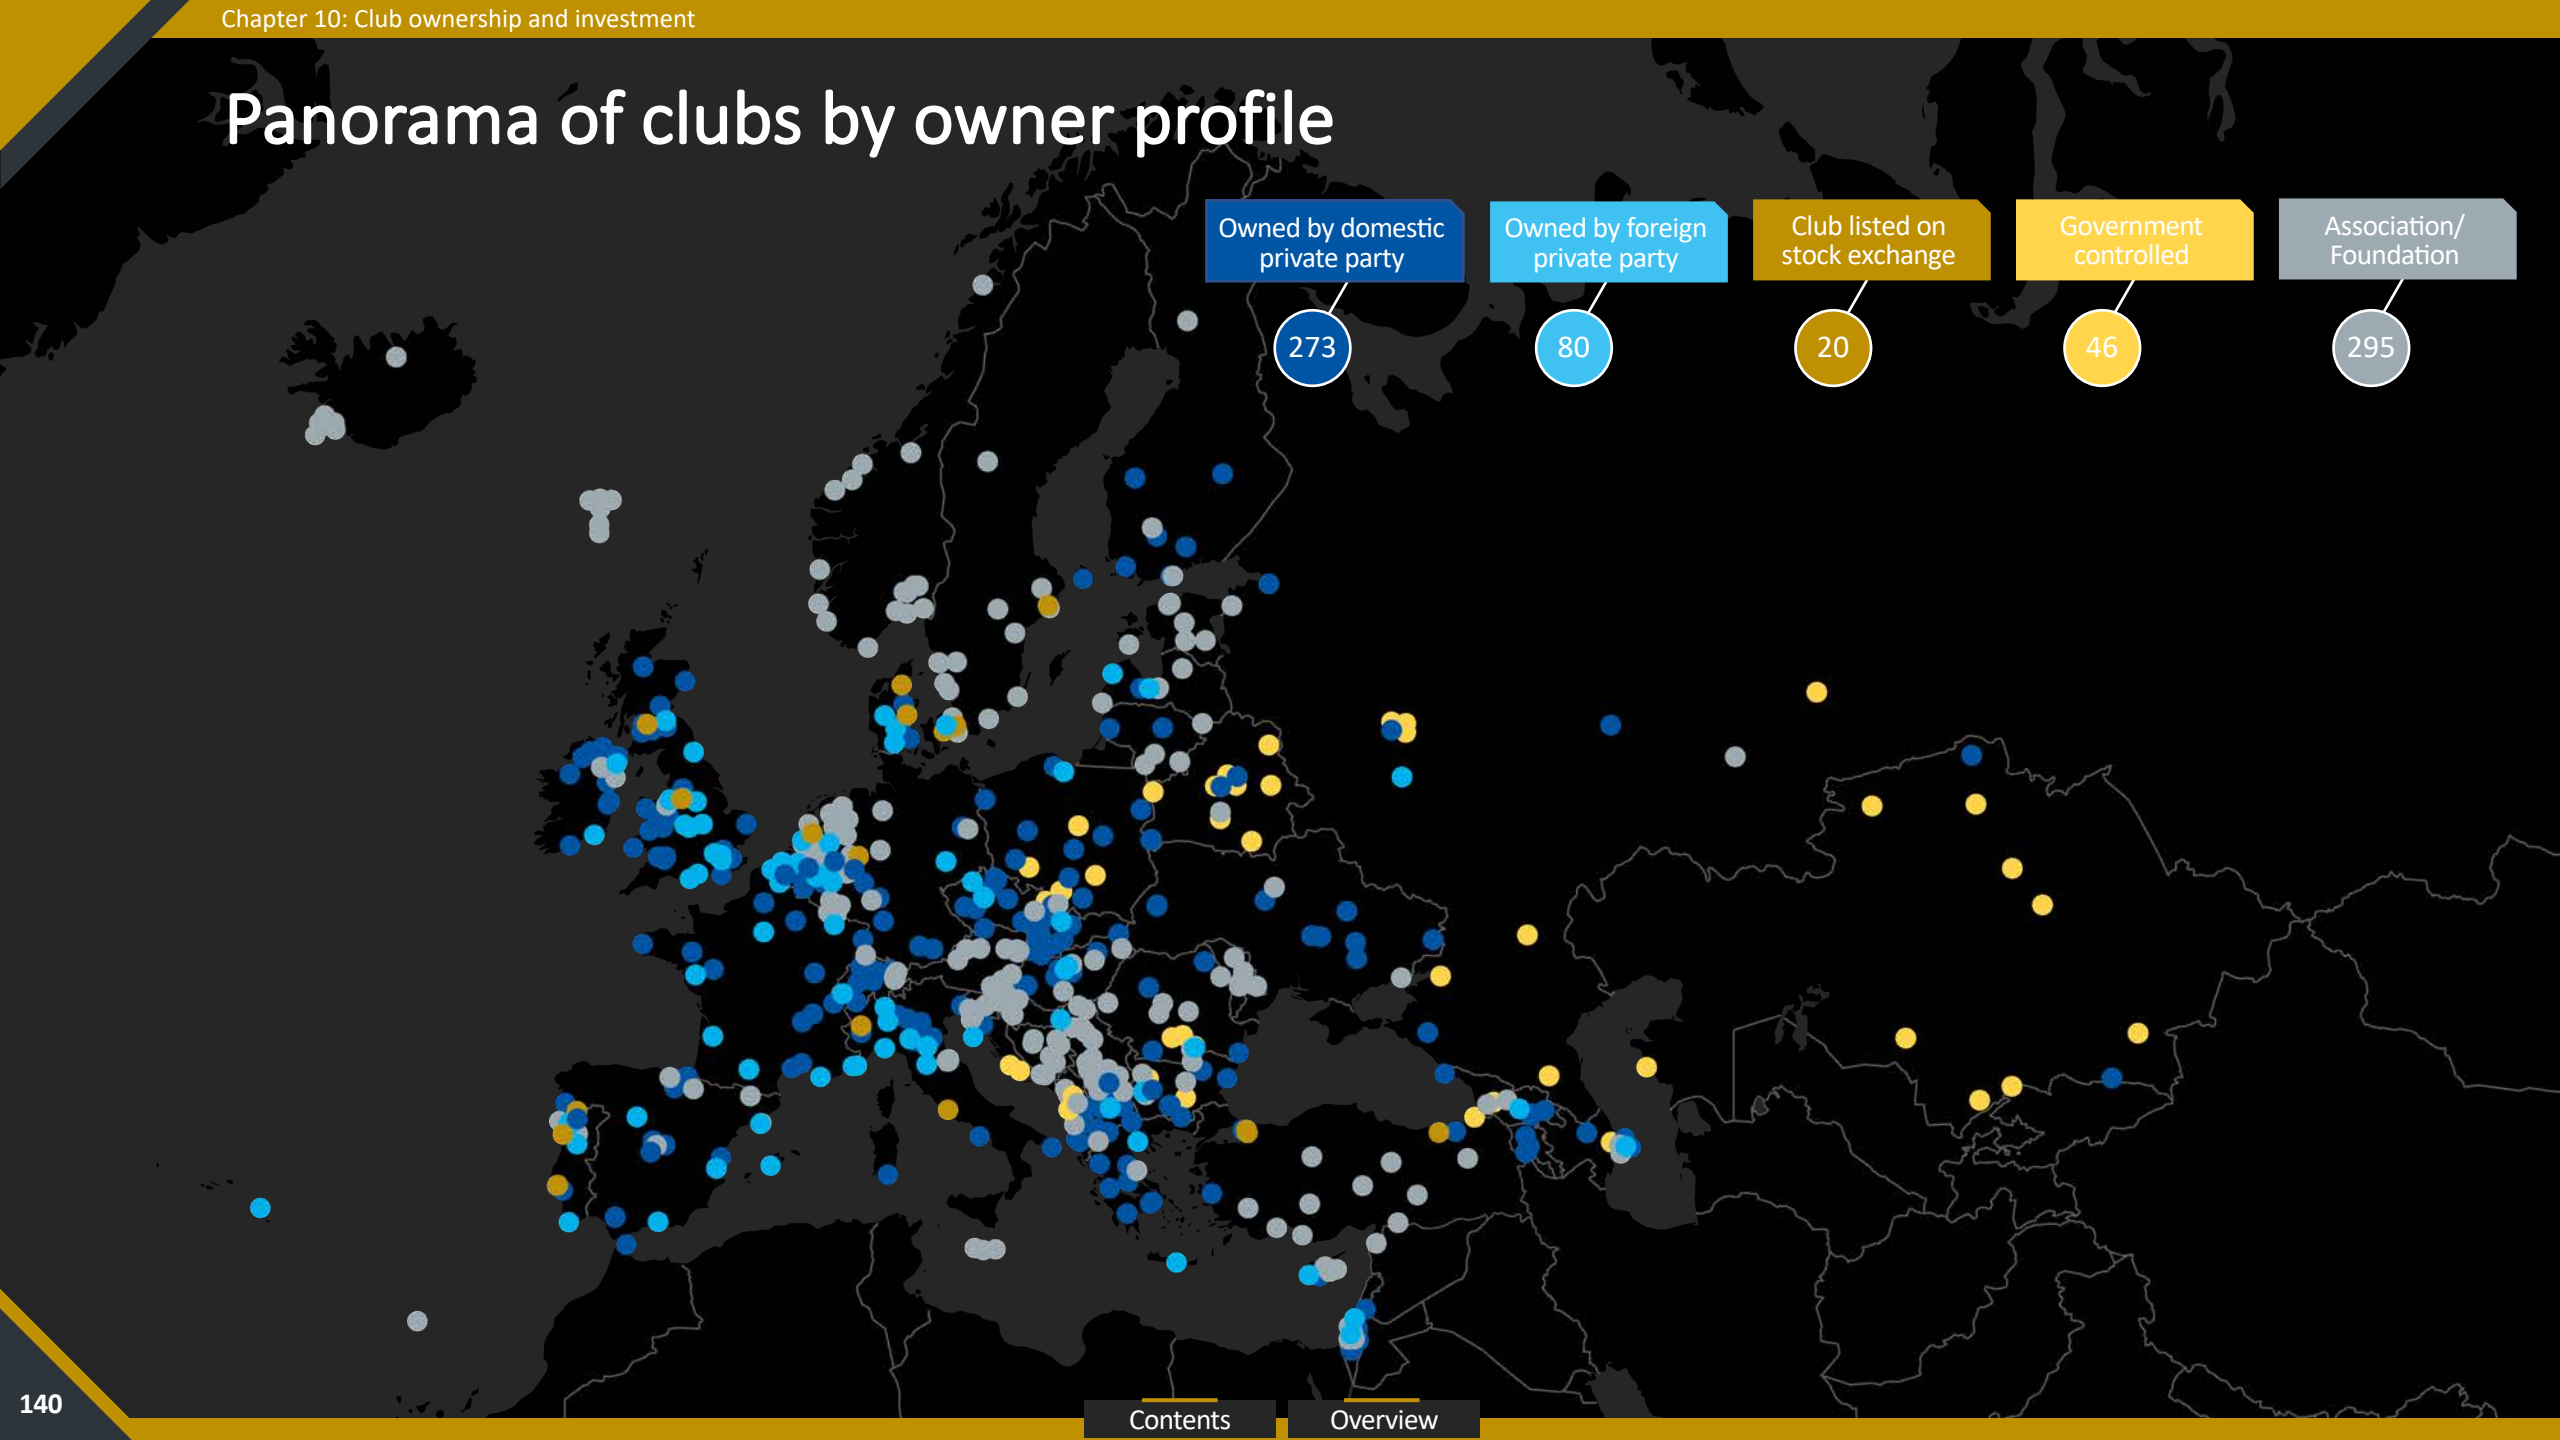 Chapter 10: Club ownership and investment
Panorama of clubs by owner profile
Owned by domestic
private party
Owned by foreign
private party
Club listed on
stock exchange
Government
controlled
Association/
Foundation
273
80
20
46
295
140
Contents
Overview